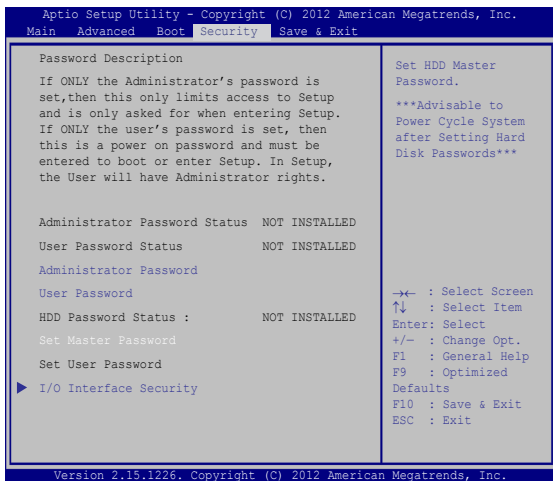 Aptio Setup Utility - Copyright (C) 2012 American Megatrends, Inc.
Main Advanced Boot Security Save & Exit
Password Description
If ONLY the Administrator's password is
set,then this only limits access to Setup
and is only asked for when entering Setup.
If ONLY the user's password is set, then
this is a power on password and must be
entered to boot or enter Setup. In Setup,
the User will have Administrator rights.
Administrator Password Status NOT INSTALLED
User Password Status NOT INSTALLED
Administrator Password
User Password
HDD Password Status : NOT INSTALLED
Set Master Password
Set User Password
I/O Interface Security
Set HDD Master
Password.
***Advisable to
Power Cycle System
after Setting Hard
Disk Passwords***
→← : Select Screen
↑↓ : Select Item
Enter: Select
+/— : Change Opt.
F1 : General Help
F9 : Optimized
Defaults
F10 : Save & Exit
ESC : Exit
Version 2.15.1226. Copyright (C) 2012 American Megatrends, Inc.